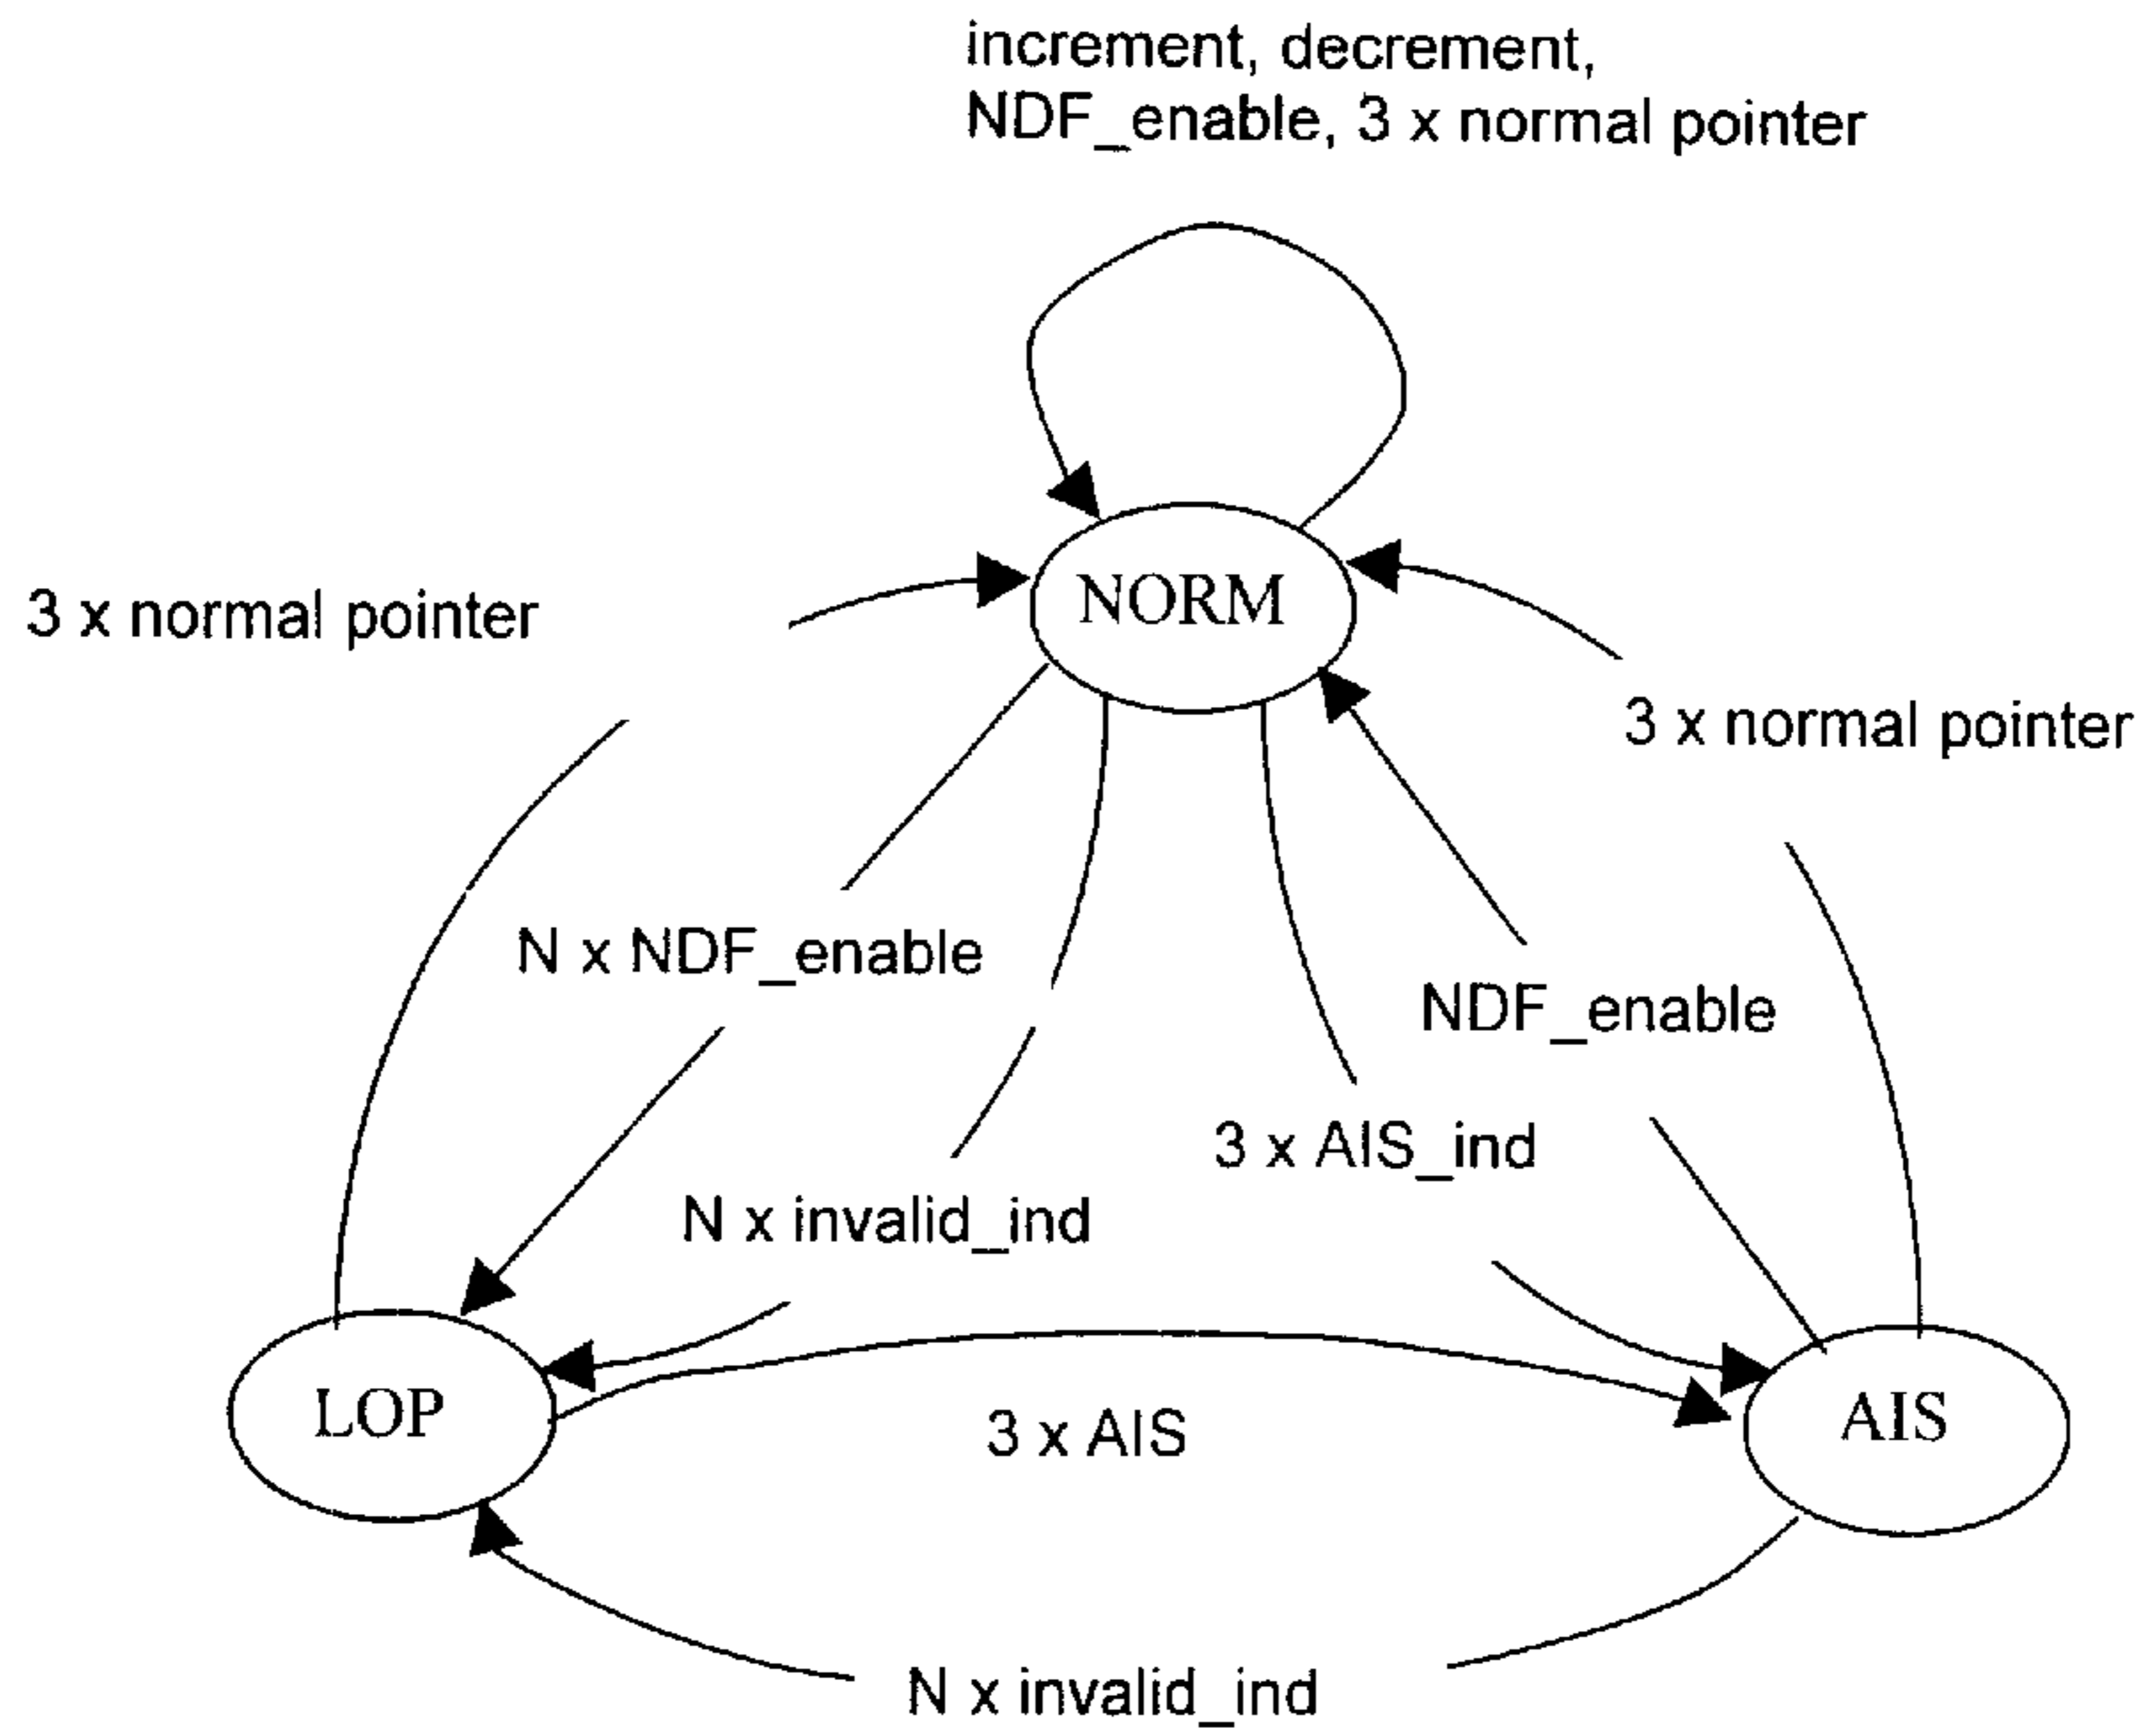 increment, decrement,
NDF_enable, 3 x normal pointer
NORM
3 x normal pointer
3 x normal pointer
N x NDF_enable
NDF_enable
3 x AIS_ind
N x invalid_ind
LOP
3 x AIS
AIS
N x invalid_ind